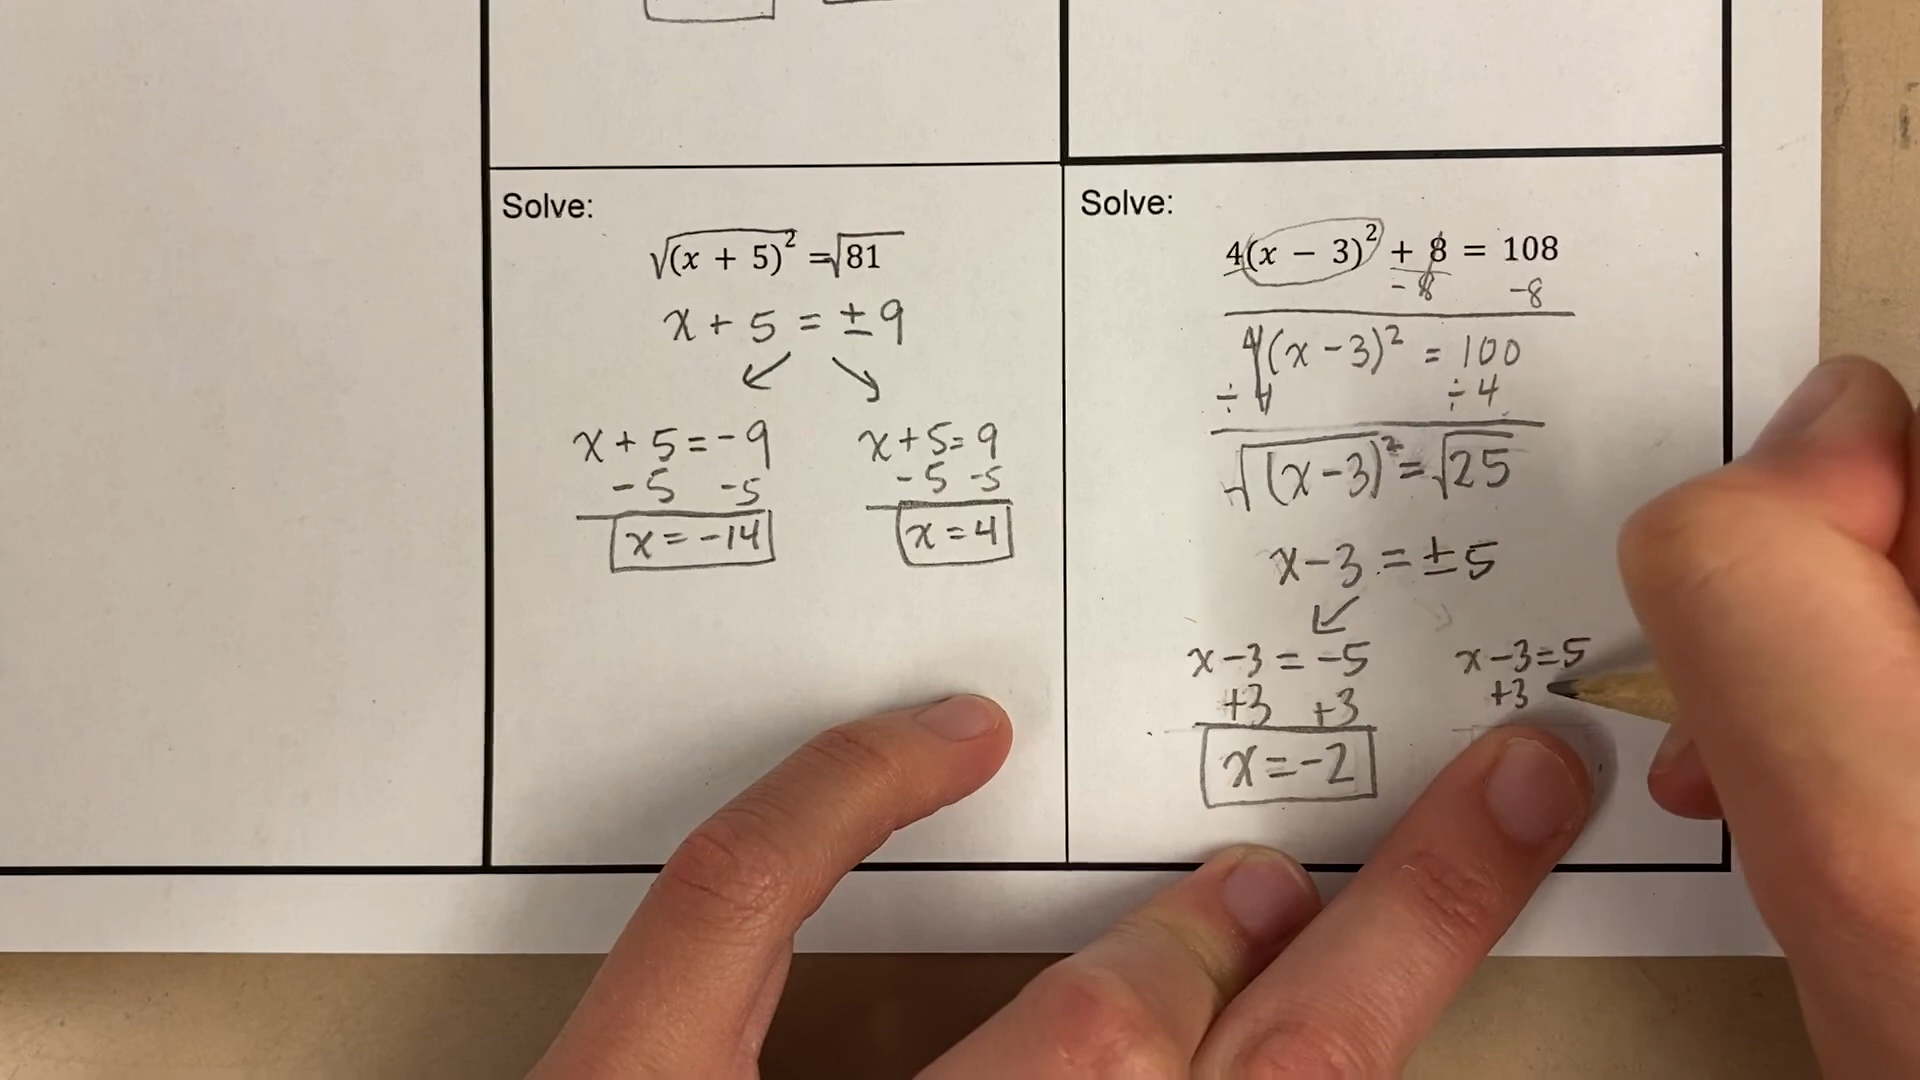 Solve:
√(x + 5)² = √81
x + 5 = ± 9
↙ ↘
x + 5 = - 9
- 5 - 5
x = - 14
x + 5 = 9
- 5 - 5
x = 4
Solve:
4(x − 3)² + 8 = 108
- 8 - 8
4(x - 3)² = 100
÷ 4 ÷ 4
√(x - 3)² = √25
x - 3 = ± 5
↙ ↘
x - 3 = - 5
+3 +3
x = - 2
x - 3 = 5
+3